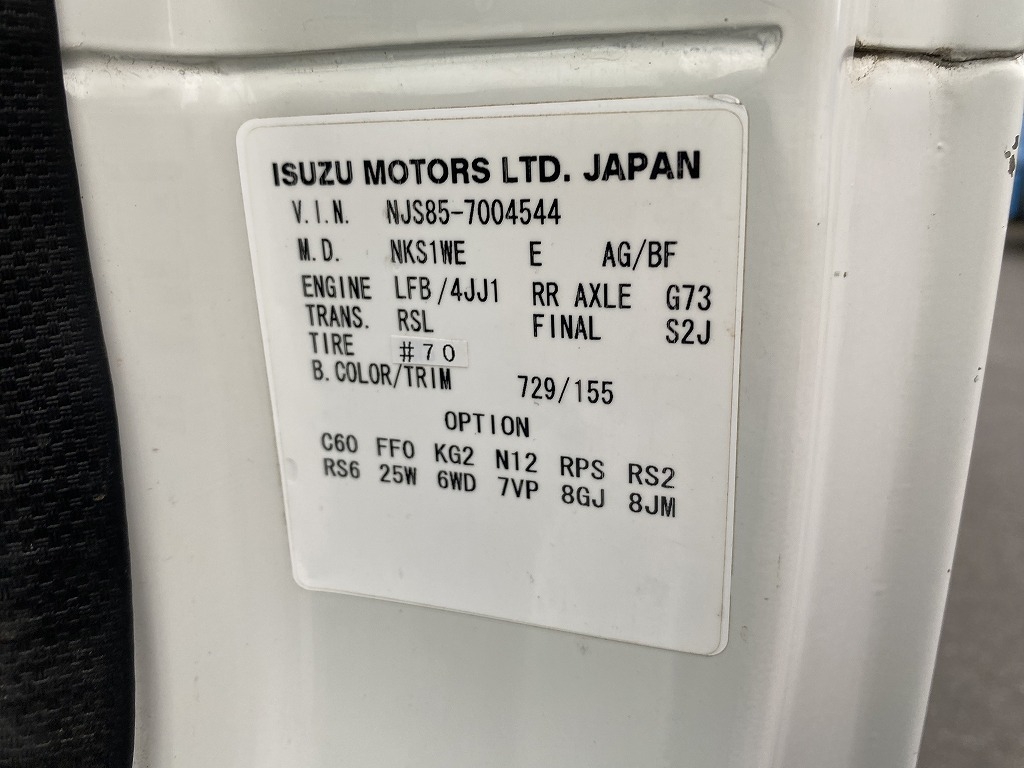 ISUZU MOTORS LTD. JAPAN
V.I.N. NJS85-7004544
M.D. NKS1WE E AG/BF
ENGINE LFB/4JJ1 RR AXLE G73
TRANS. RSL FINAL S2J
TIRE #70
B.COLOR/TRIM 729/155
OPTION
C60 FF0 KG2 N12 RPS RS2
RS6 25W 6WD 7VP 8GJ 8JM